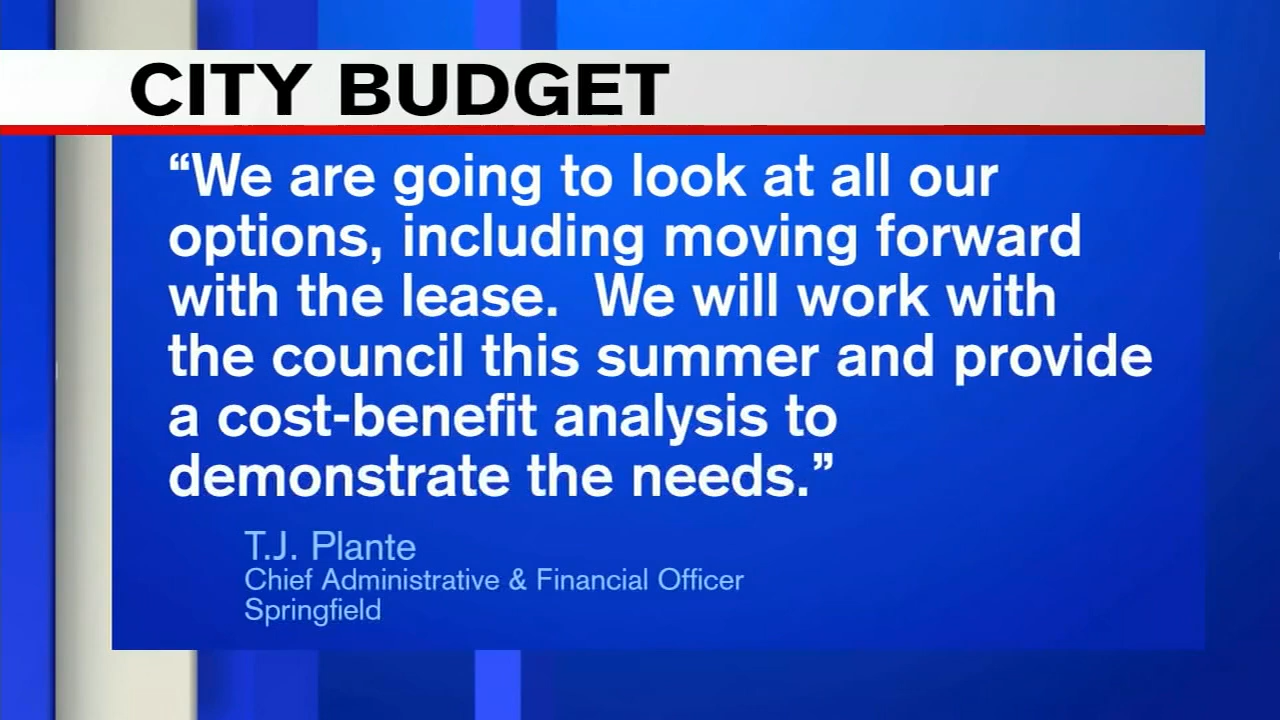 CITY BUDGET
“We are going to look at all our
options, including moving forward
with the lease.  We will work with
the council this summer and provide
a cost-benefit analysis to
demonstrate the needs.”
T.J. Plante
Chief Administrative & Financial Officer
Springfield